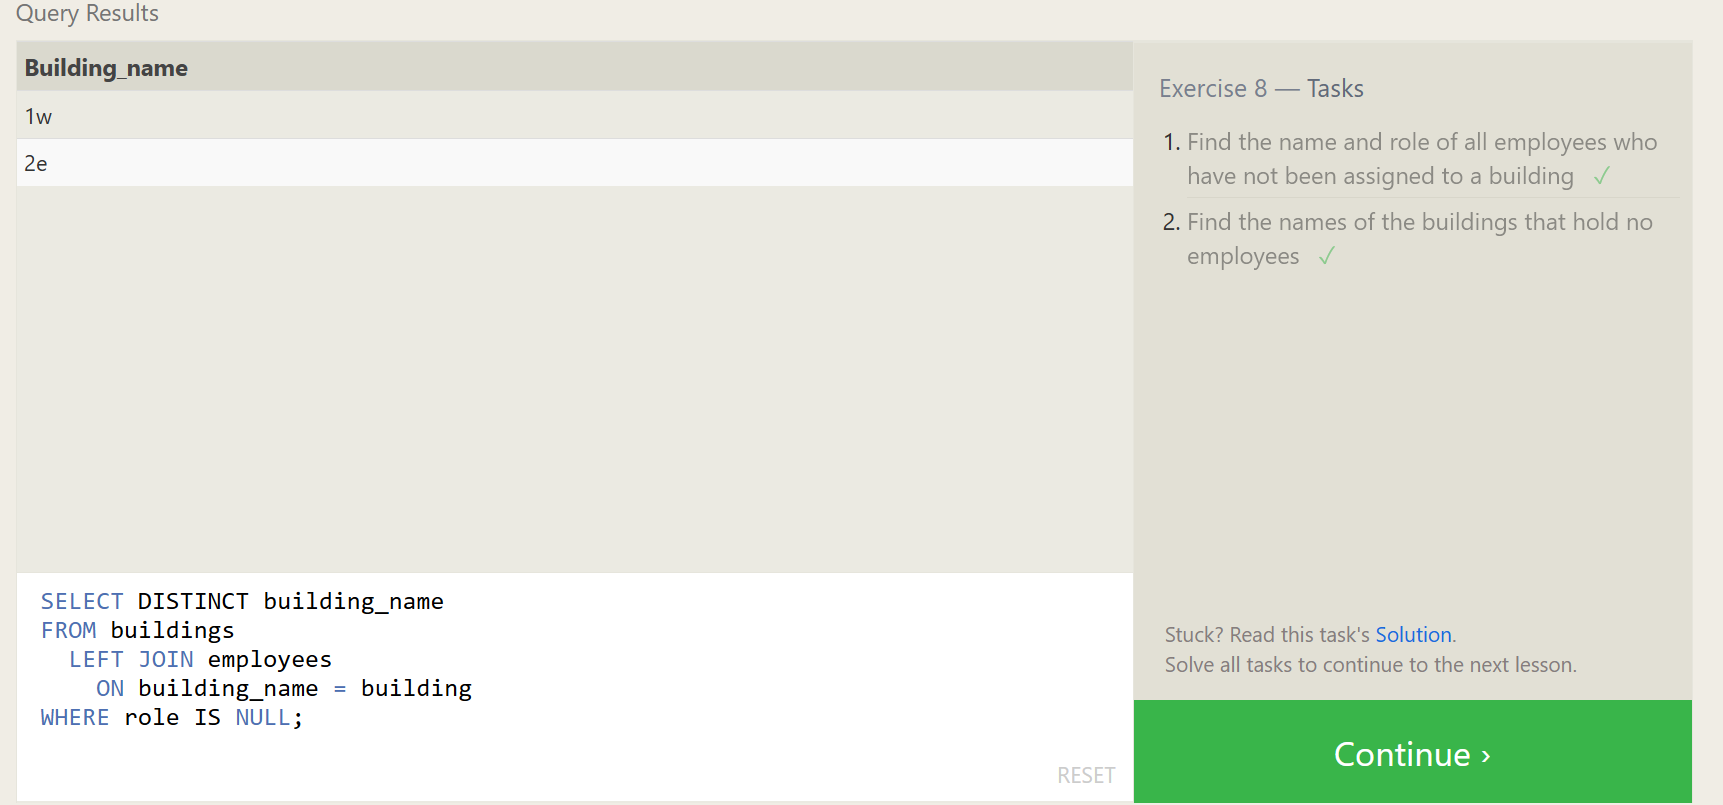 Query Results
Building_name
1w
2e
SELECT DISTINCT building_name
FROM buildings
LEFT JOIN employees
ON building_name = building
WHERE role IS NULL;
RESET
Exercise 8 — Tasks
1. Find the name and role of all employees who
have not been assigned to a building ✓
2. Find the names of the buildings that hold no
employees ✓
Stuck? Read this task's Solution.
Solve all tasks to continue to the next lesson.
Continue ›